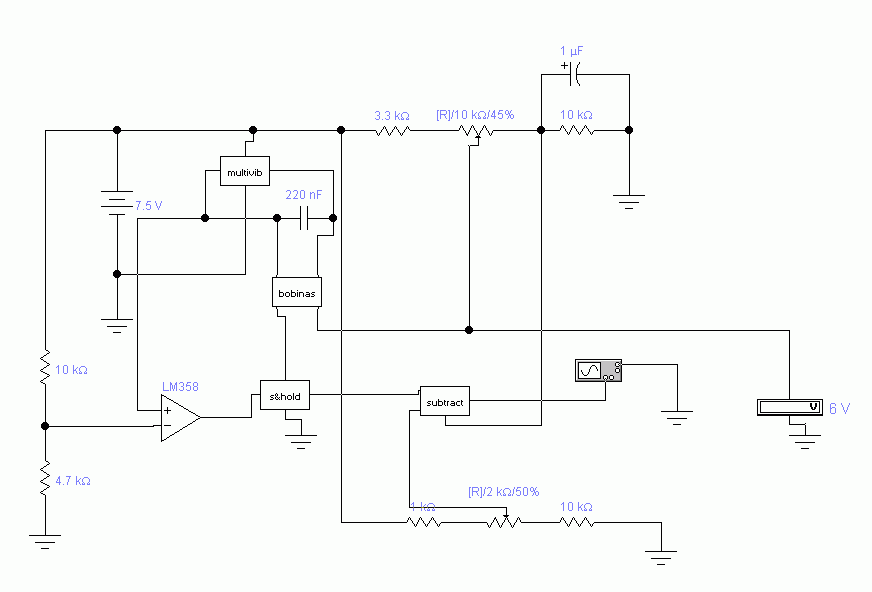 1 µF
3.3 kΩ
[R]/10 kΩ/45%
10 kΩ
multivib
220 nF
7.5 V
bobinas
10 kΩ
LM358
+
−
s&hold
subtract
V
6 V
4.7 kΩ
[R]/2 kΩ/50%
1 kΩ
10 kΩ